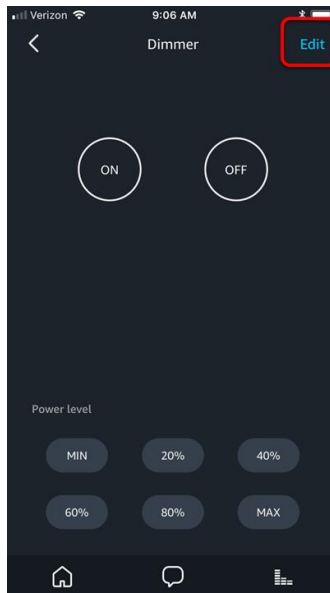 Verizon 9:06 AM
Dimmer Edit
ON OFF
Power level
MIN 20% 40%
60% 80% MAX